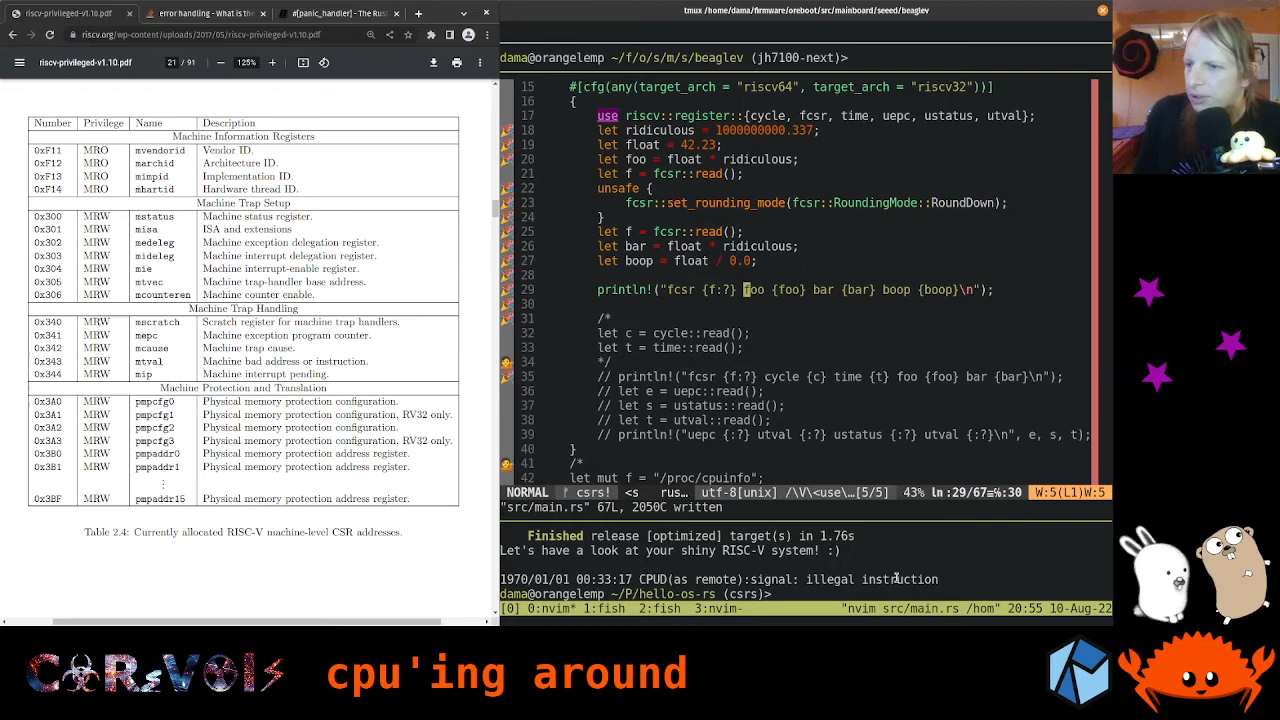 riscv-privileged-v1.10.pdf
error handling - What is the
#[panic_handler] - The Rus
riscv.org/wp-content/uploads/2017/05/riscv-privileged-v1.10.pdf
riscv-privileged-v1.10.pdf
21 / 91
125%
Number Privilege Name Description
Machine Information Registers
0xF11 MRO mvendorid Vendor ID.
0xF12 MRO marchid Architecture ID.
0xF13 MRO mimpid Implementation ID.
0xF14 MRO mhartid Hardware thread ID.
Machine Trap Setup
0x300 MRW mstatus Machine status register.
0x301 MRW misa ISA and extensions
0x302 MRW medeleg Machine exception delegation register.
0x303 MRW mideleg Machine interrupt delegation register.
0x304 MRW mie Machine interrupt-enable register.
0x305 MRW mtvec Machine trap-handler base address.
0x306 MRW mcounteren Machine counter enable.
Machine Trap Handling
0x340 MRW mscratch Scratch register for machine trap handlers.
0x341 MRW mepc Machine exception program counter.
0x342 MRW mcause Machine trap cause.
0x343 MRW mtval Machine bad address or instruction.
0x344 MRW mip Machine interrupt pending.
Machine Protection and Translation
0x3A0 MRW pmpcfg0 Physical memory protection configuration.
0x3A1 MRW pmpcfg1 Physical memory protection configuration, RV32 only.
0x3A2 MRW pmpcfg2 Physical memory protection configuration.
0x3A3 MRW pmpcfg3 Physical memory protection configuration, RV32 only.
0x3B0 MRW pmpaddr0 Physical memory protection address register.
0x3B1 MRW pmpaddr1 Physical memory protection address register.
⋮
0x3BF MRW pmpaddr15 Physical memory protection address register.
Table 2.4: Currently allocated RISC-V machine-level CSR addresses.
tmux /home/dama/firmware/oreboot/src/mainboard/seeed/beaglev
dama@orangelemp ~/f/o/s/m/s/beaglev (jh7100-next)>
15 #[cfg(any(target_arch = "riscv64", target_arch = "riscv32"))]
16 {
17 use riscv::register::{cycle, fcsr, time, uepc, ustatus, utval};
18 let ridiculous = 1000000000.337;
19 let float = 42.23;
20 let foo = float * ridiculous;
21 let f = fcsr::read();
22 unsafe {
23 fcsr::set_rounding_mode(fcsr::RoundingMode::RoundDown);
24 }
25 let f = fcsr::read();
26 let bar = float * ridiculous;
27 let boop = float / 0.0;
28
29 println!("fcsr {f:?} foo {foo} bar {bar} boop {boop}\n");
30
31 /*
32 let c = cycle::read();
33 let t = time::read();
34 */
35 // println!("fcsr {f:?} cycle {c} time {t} foo {foo} bar {bar}\n");
36 // let e = uepc::read();
37 // let s = ustatus::read();
38 // let t = utval::read();
39 // println!("uepc {:?} utval {:?} ustatus {:?} utval {:?}\n", e, s, t);
40 }
41 /*
42 let mut f = "/proc/cpuinfo";
NORMAL csrs! <s rus… utf-8[unix] /\V\<use\…[5/5] 43% ln:29/67≡℅:30 W:5(L1)W:5
"src/main.rs" 67L, 2050C written
Finished release [optimized] target(s) in 1.76s
Let's have a look at your shiny RISC-V system! :)
1970/01/01 00:33:17 CPUD(as remote):signal: illegal instruction
dama@orangelemp ~/P/hello-os-rs (csrs)>
[0] 0:nvim* 1:fish 2:fish 3:nvim- "nvim src/main.rs /hom" 20:55 10-Aug-22
cpu'ing around